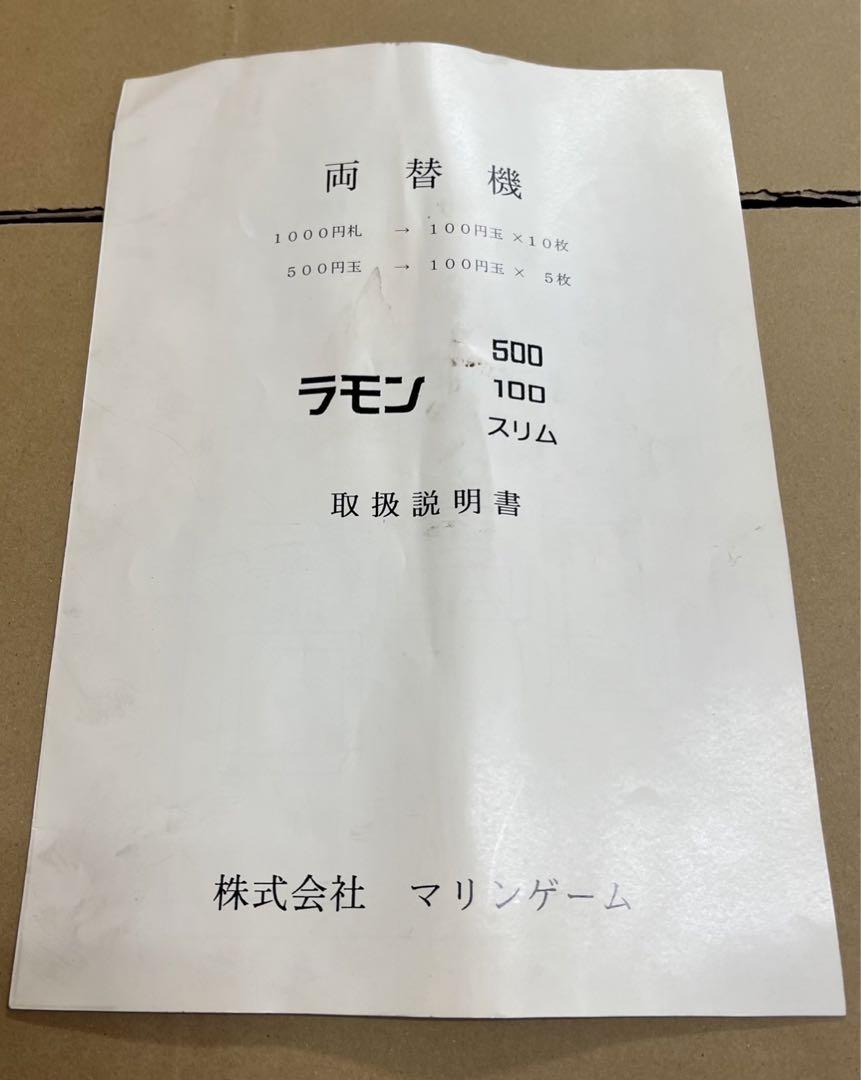 両替機
1000円札 → 100円玉×10枚
500円玉 → 100円玉× 5枚
500
ラモン 100
スリム
取扱説明書
株式会社 マリンゲーム